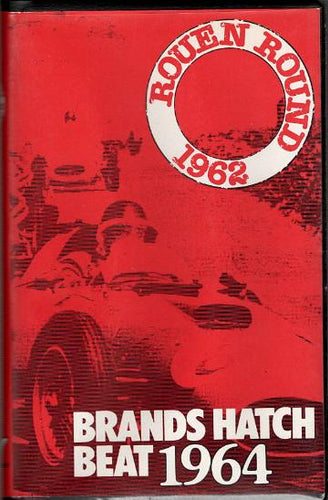 ROUEN ROUND
1962
BRANDS HATCH
BEAT 1964